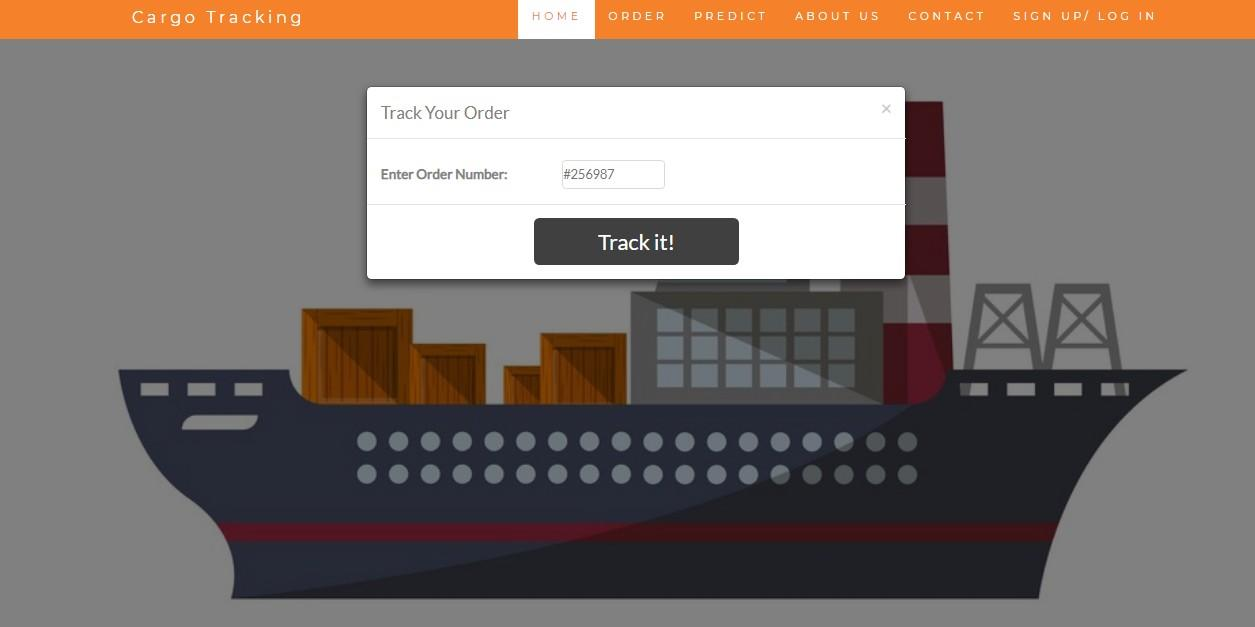 Cargo Tracking
HOME ORDER PREDICT ABOUT US CONTACT SIGN UP/ LOG IN
Track Your Order ×
Enter Order Number: #256987
Track it!